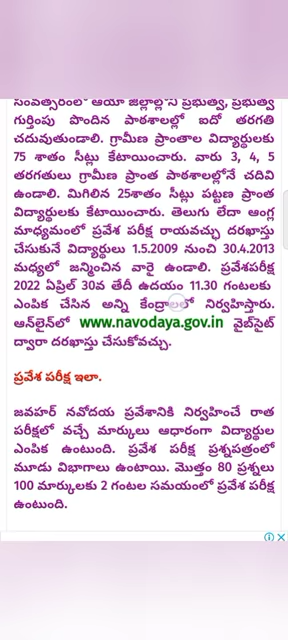 సంవత్సరంలో ఆయా జిల్లాల్లోని ప్రభుత్వ, ప్రభుత్వ
గుర్తింపు పొందిన పాఠశాలల్లో ఐదో తరగతి
చదువుతుండాలి. గ్రామీణ ప్రాంతాల విద్యార్థులకు
75 శాతం సీట్లు కేటాయించారు. వారు 3, 4, 5
తరగతులు గ్రామీణ ప్రాంత పాఠశాలల్లోనే చదివి
ఉండాలి. మిగిలిన 25శాతం సీట్లు పట్టణ ప్రాంత
విద్యార్థులకు కేటాయించారు. తెలుగు లేదా ఆంగ్ల
మాధ్యమంలో ప్రవేశ పరీక్ష రాయవచ్చు దరఖాస్తు
చేసుకునే విద్యార్థులు 1.5.2009 నుంచి 30.4.2013
మధ్యలో జన్మించిన వారై ఉండాలి. ప్రవేశపరీక్ష
2022 ఏప్రిల్ 30వ తేదీ ఉదయం 11.30 గంటలకు
ఎంపిక చేసిన అన్ని కేంద్రాలలో నిర్వహిస్తారు.
ఆన్‌లైన్‌లో www.navodaya.gov.in వైబ్‌సైట్
ద్వారా దరఖాస్తు చేసుకోవచ్చు.
ప్రవేశ పరీక్ష ఇలా.
జవహర్ నవోదయ ప్రవేశానికి నిర్వహించే రాత
పరీక్షలో వచ్చే మార్కులు ఆధారంగా విద్యార్థుల
ఎంపిక ఉంటుంది. ప్రవేశ పరీక్ష ప్రశ్నపత్రంలో
మూడు విభాగాలు ఉంటాయి. మొత్తం 80 ప్రశ్నలు
100 మార్కులకు 2 గంటల సమయంలో ప్రవేశ పరీక్ష
ఉంటుంది.